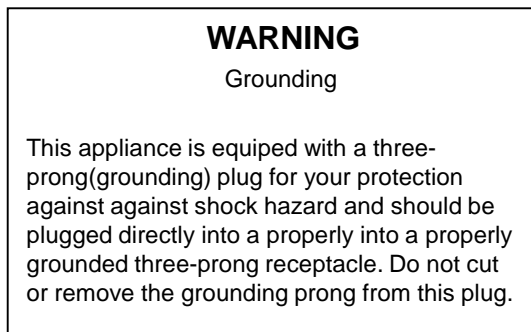 WARNING
Grounding
This appliance is equiped with a three-
prong(grounding) plug for your protection
against against shock hazard and should be
plugged directly into a properly into a properly
grounded three-prong receptacle. Do not cut
or remove the grounding prong from this plug.